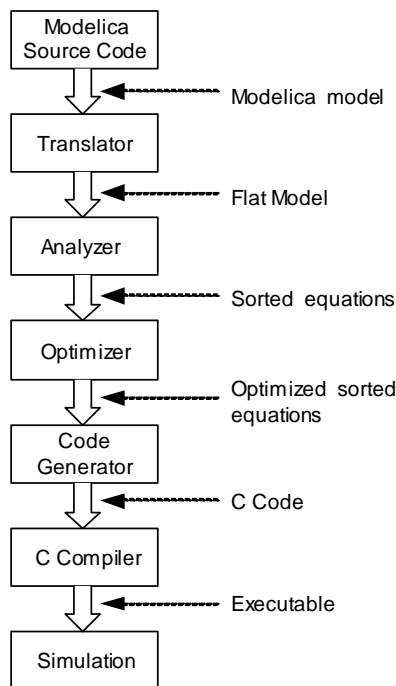 Modelica
Source Code
Modelica model
Translator
Flat Model
Analyzer
Sorted equations
Optimizer
Optimized sorted
equations
Code
Generator
C Code
C Compiler
Executable
Simulation